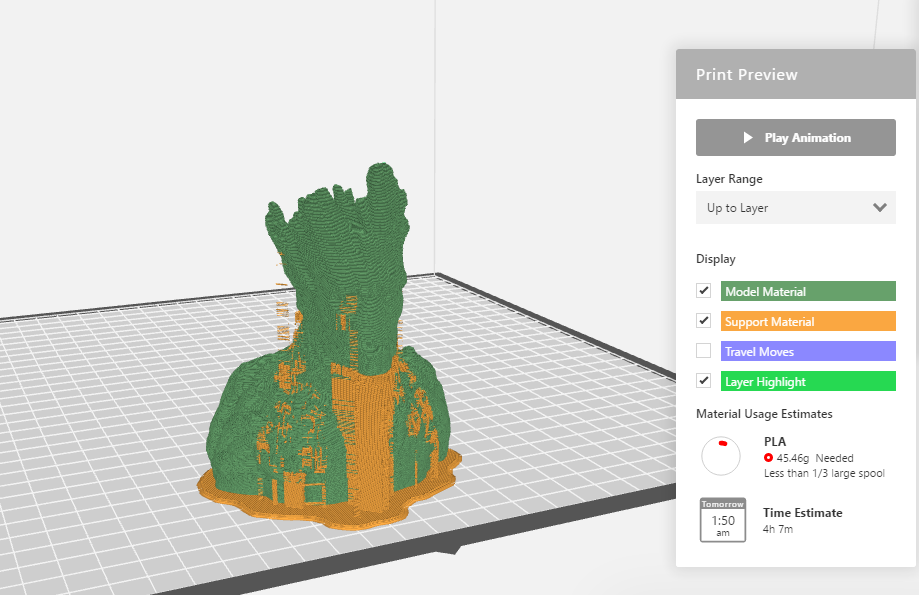 Print Preview
Play Animation
Layer Range
Up to Layer
Display
Model Material
Support Material
Travel Moves
Layer Highlight
Material Usage Estimates
PLA
45.46g Needed
Less than 1/3 large spool
Tomorrow
1:50
am
Time Estimate
4h 7m